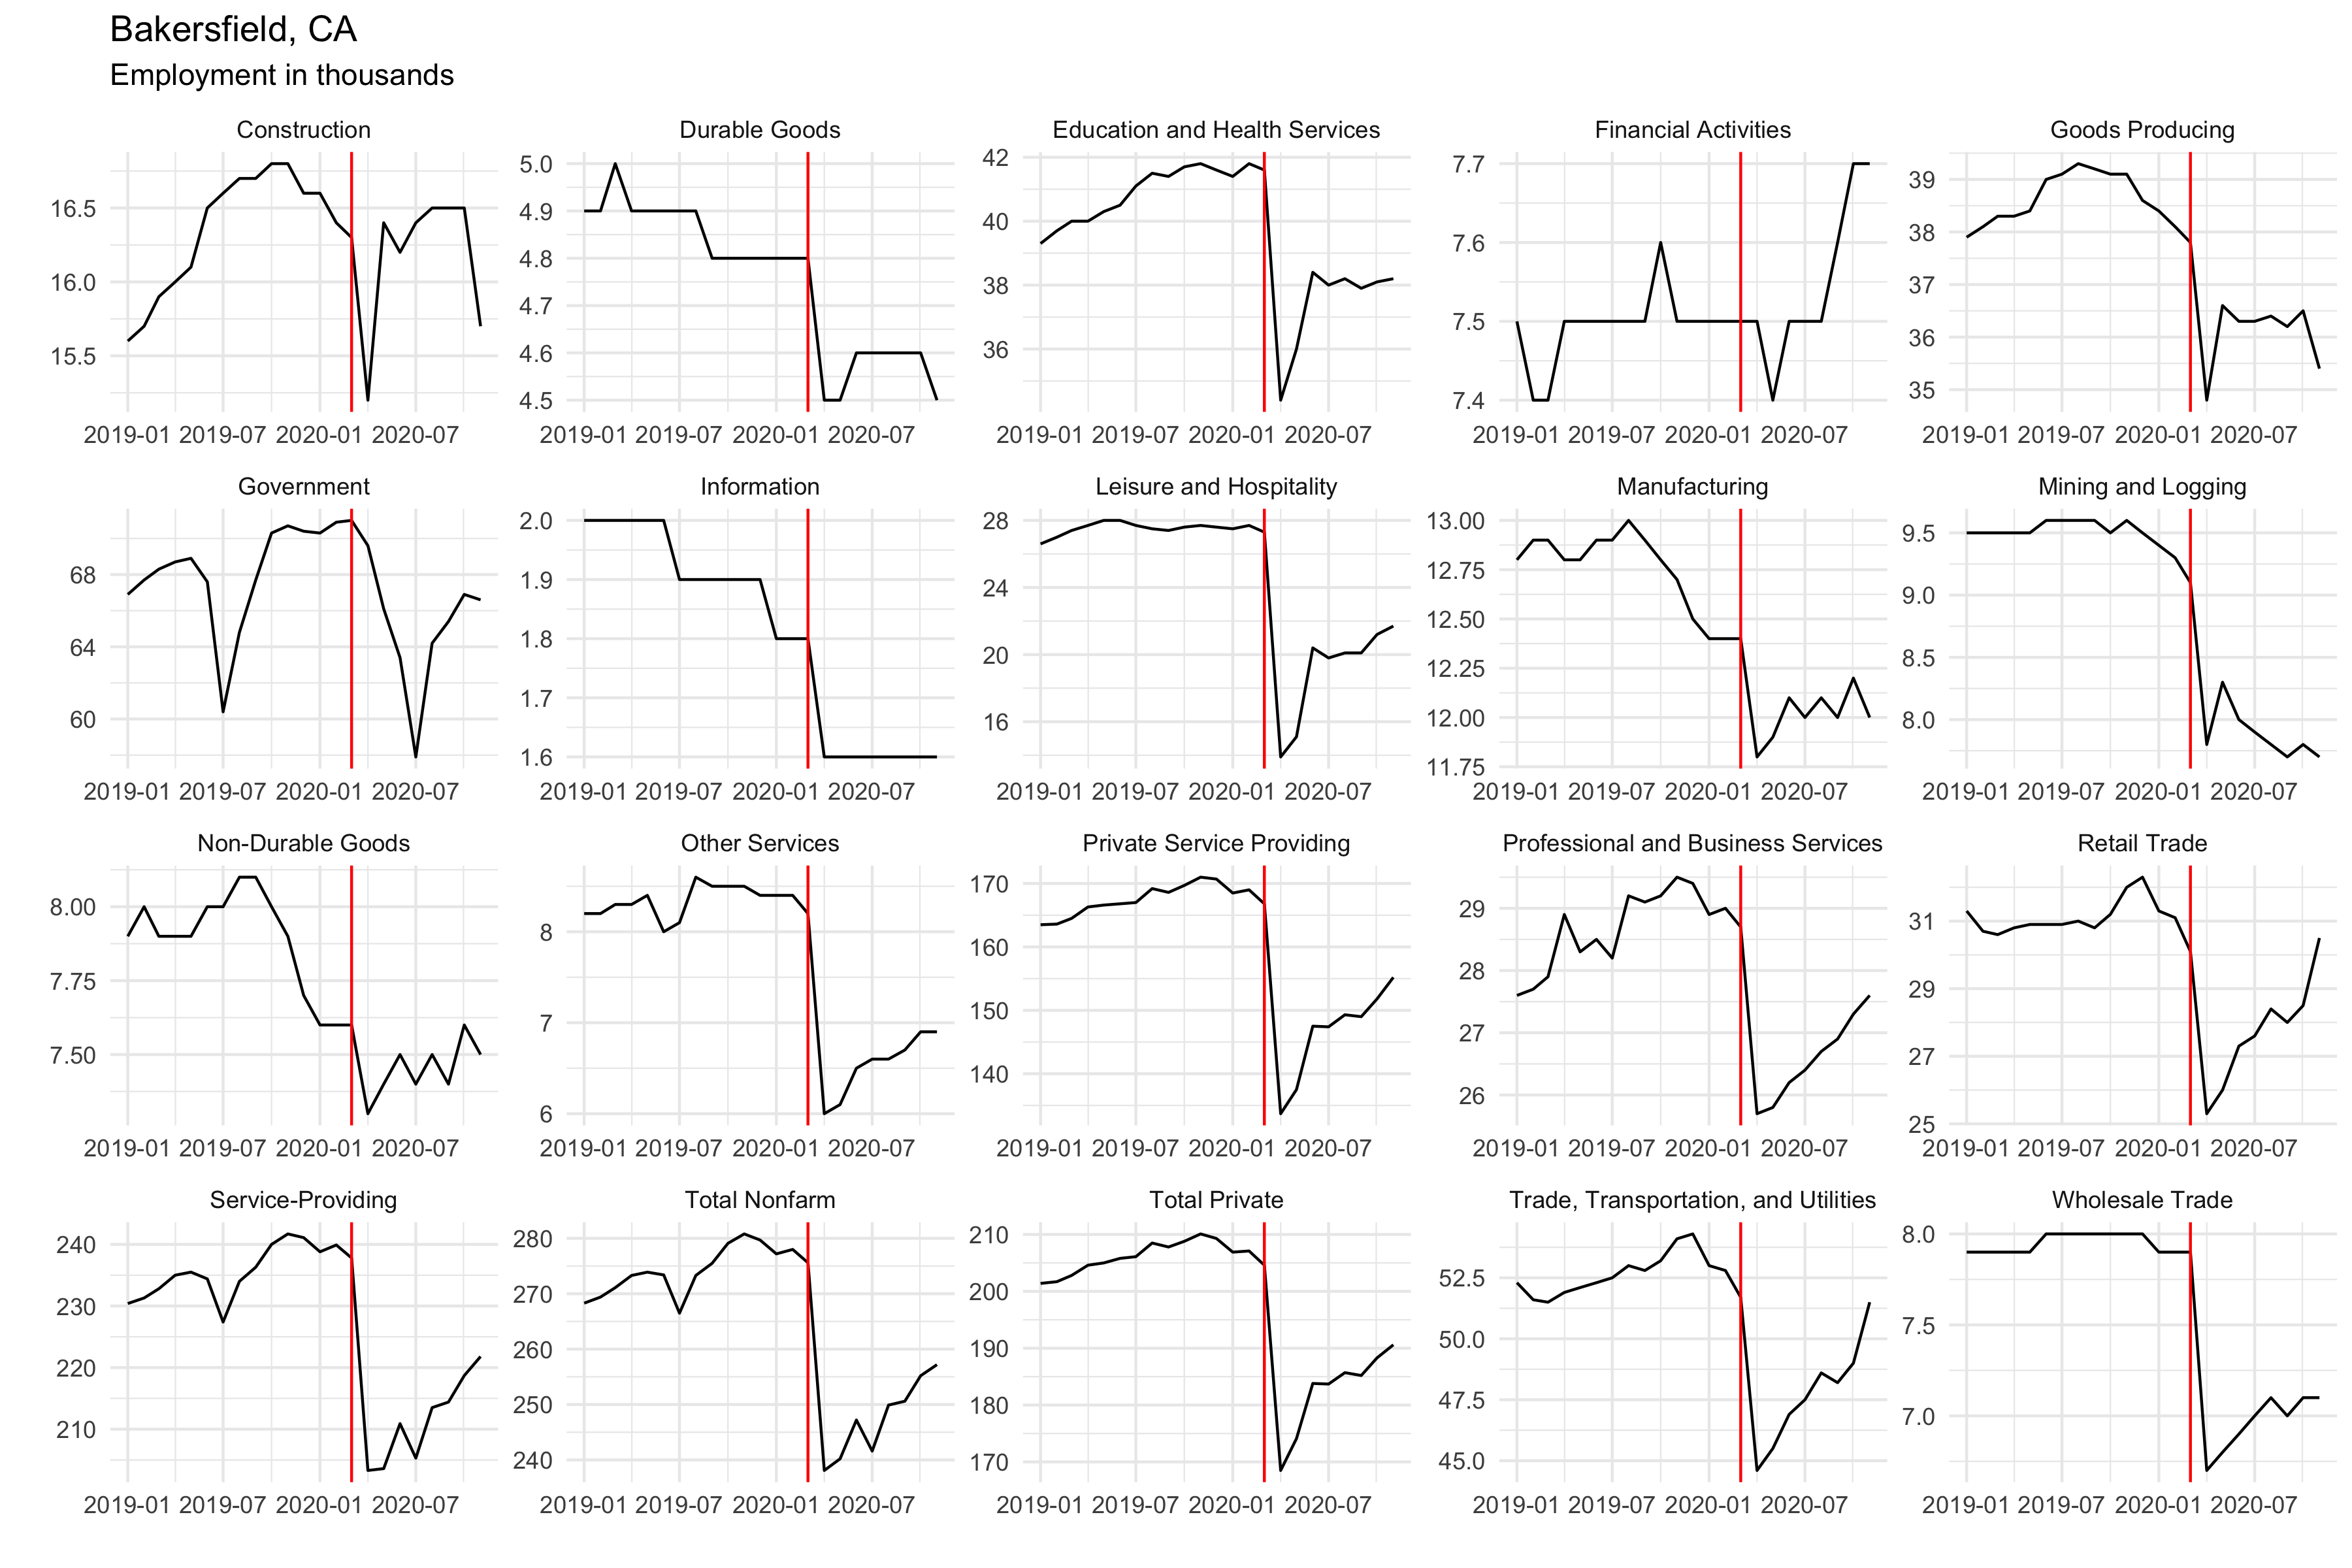 Bakersfield, CA
Employment in thousands
Construction
16.5
16.0
15.5
2019-01 2019-07 2020-01 2020-07
Durable Goods
5.0
4.9
4.8
4.7
4.6
4.5
2019-01 2019-07 2020-01 2020-07
Education and Health Services
42
40
38
36
2019-01 2019-07 2020-01 2020-07
Financial Activities
7.7
7.6
7.5
7.4
2019-01 2019-07 2020-01 2020-07
Goods Producing
39
38
37
36
35
2019-01 2019-07 2020-01 2020-07
Government
68
64
60
2019-01 2019-07 2020-01 2020-07
Information
2.0
1.9
1.8
1.7
1.6
2019-01 2019-07 2020-01 2020-07
Leisure and Hospitality
28
24
20
16
2019-01 2019-07 2020-01 2020-07
Manufacturing
13.00
12.75
12.50
12.25
12.00
11.75
2019-01 2019-07 2020-01 2020-07
Mining and Logging
9.5
9.0
8.5
8.0
2019-01 2019-07 2020-01 2020-07
Non-Durable Goods
8.00
7.75
7.50
2019-01 2019-07 2020-01 2020-07
Other Services
8
7
6
2019-01 2019-07 2020-01 2020-07
Private Service Providing
170
160
150
140
2019-01 2019-07 2020-01 2020-07
Professional and Business Services
29
28
27
26
2019-01 2019-07 2020-01 2020-07
Retail Trade
31
29
27
25
2019-01 2019-07 2020-01 2020-07
Service-Providing
240
230
220
210
2019-01 2019-07 2020-01 2020-07
Total Nonfarm
280
270
260
250
240
2019-01 2019-07 2020-01 2020-07
Total Private
210
200
190
180
170
2019-01 2019-07 2020-01 2020-07
Trade, Transportation, and Utilities
52.5
50.0
47.5
45.0
2019-01 2019-07 2020-01 2020-07
Wholesale Trade
8.0
7.5
7.0
2019-01 2019-07 2020-01 2020-07